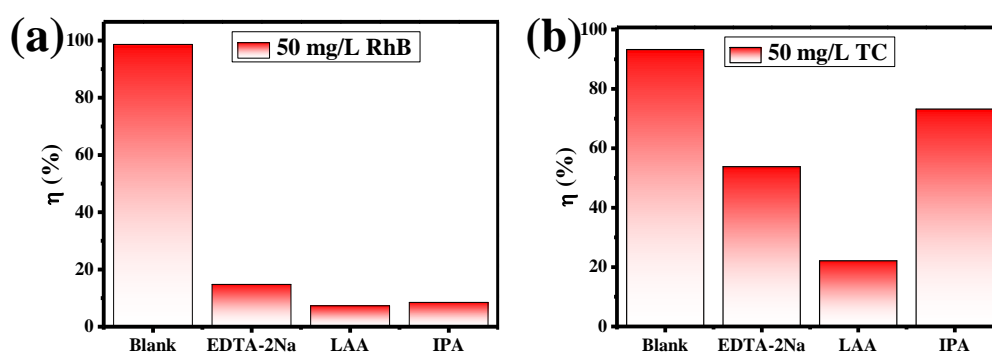 (a)
50 mg/L RhB
η (%)
100
80
60
40
20
0
Blank EDTA-2Na LAA IPA
(b)
50 mg/L TC
η (%)
100
80
60
40
20
0
Blank EDTA-2Na LAA IPA